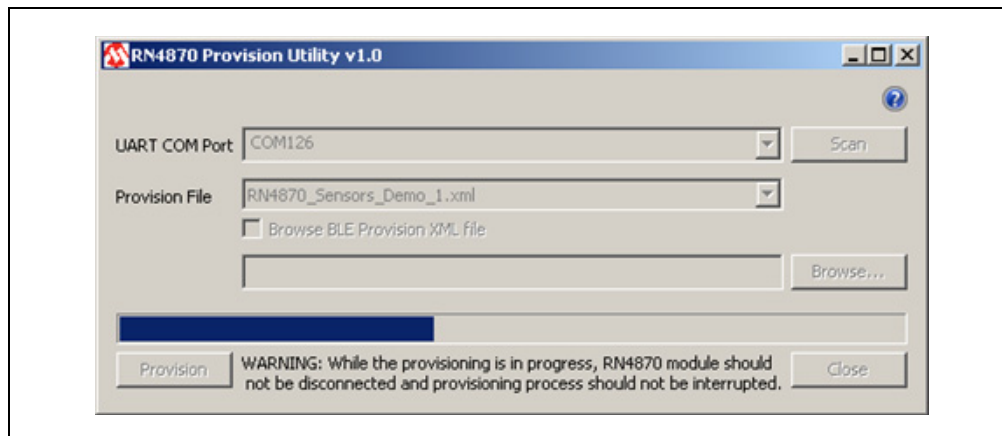 RN4870 Provision Utility v1.0
UART COM Port COM126 Scan
Provision File RN4870_Sensors_Demo_1.xml
Browse BLE Provision XML file
Browse...
Provision WARNING: While the provisioning is in progress, RN4870 module should
not be disconnected and provisioning process should not be interrupted. Close